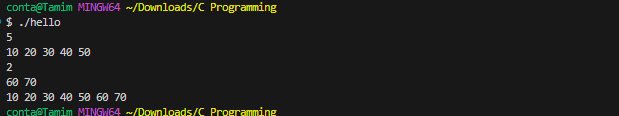 conta@Tamim MINGW64 ~/Downloads/C Programming
$ ./hello
5
10 20 30 40 50
2
60 70
10 20 30 40 50 60 70
conta@Tamim MINGW64 ~/Downloads/C Programming